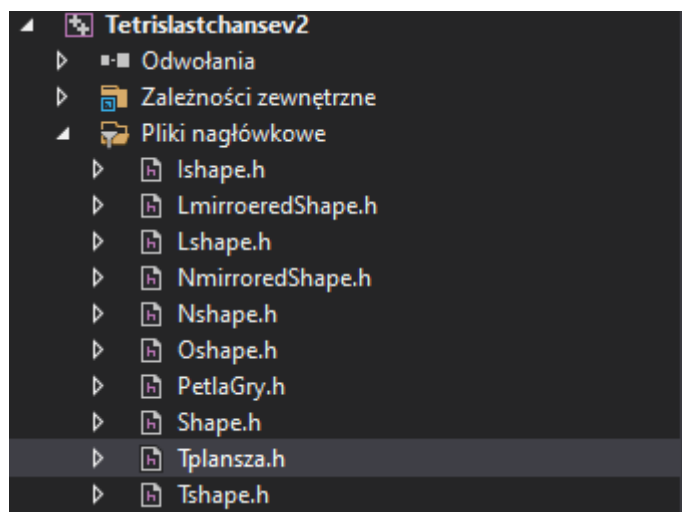 Tetrislastchansev2
Odwołania
Zależności zewnętrzne
Pliki nagłówkowe
Ishape.h
LmirroeredShape.h
Lshape.h
NmirroredShape.h
Nshape.h
Oshape.h
PetlaGry.h
Shape.h
Tplansza.h
Tshape.h